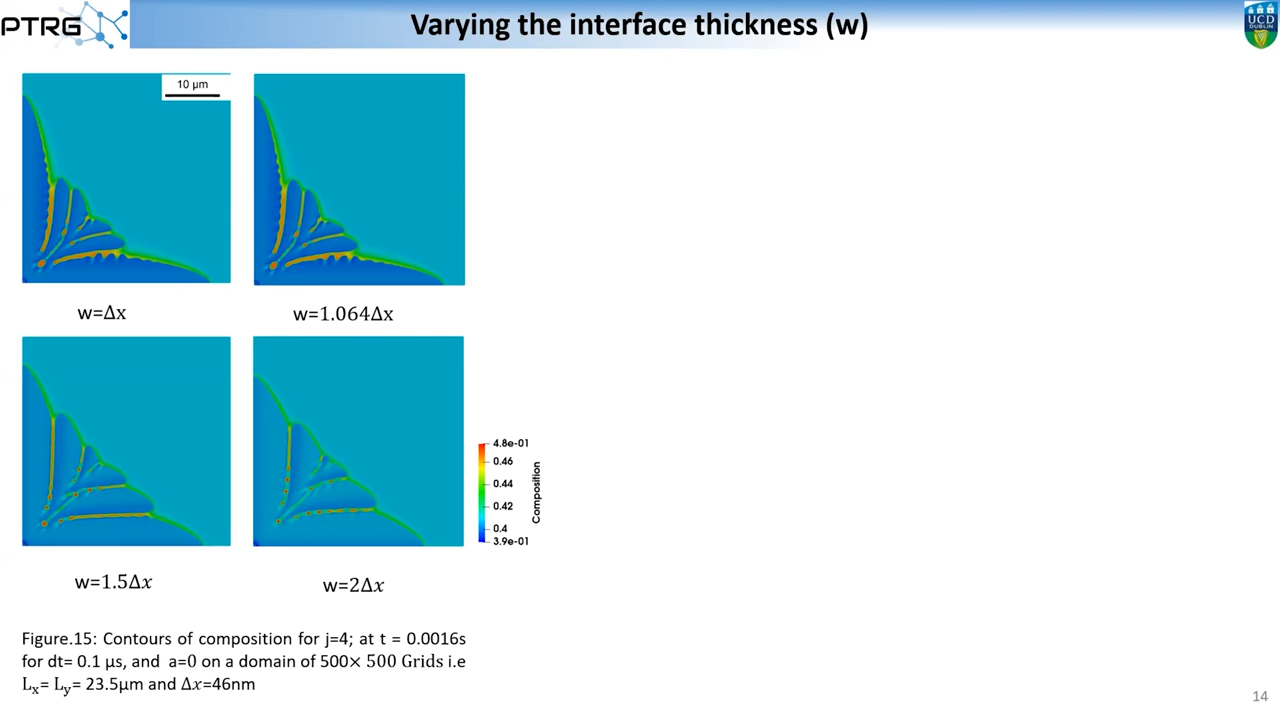 PTRG
Varying the interface thickness (w)
UCD
DUBLIN
10 µm
w=Δx
w=1.064Δx
4.8e-01
0.46
0.44
0.42
0.4
3.9e-01
Composition
w=1.5Δx
w=2Δx
Figure.15: Contours of composition for j=4; at t = 0.0016s
for dt= 0.1 µs, and a=0 on a domain of 500× 500 Grids i.e
Lx= Ly= 23.5µm and Δx=46nm
14